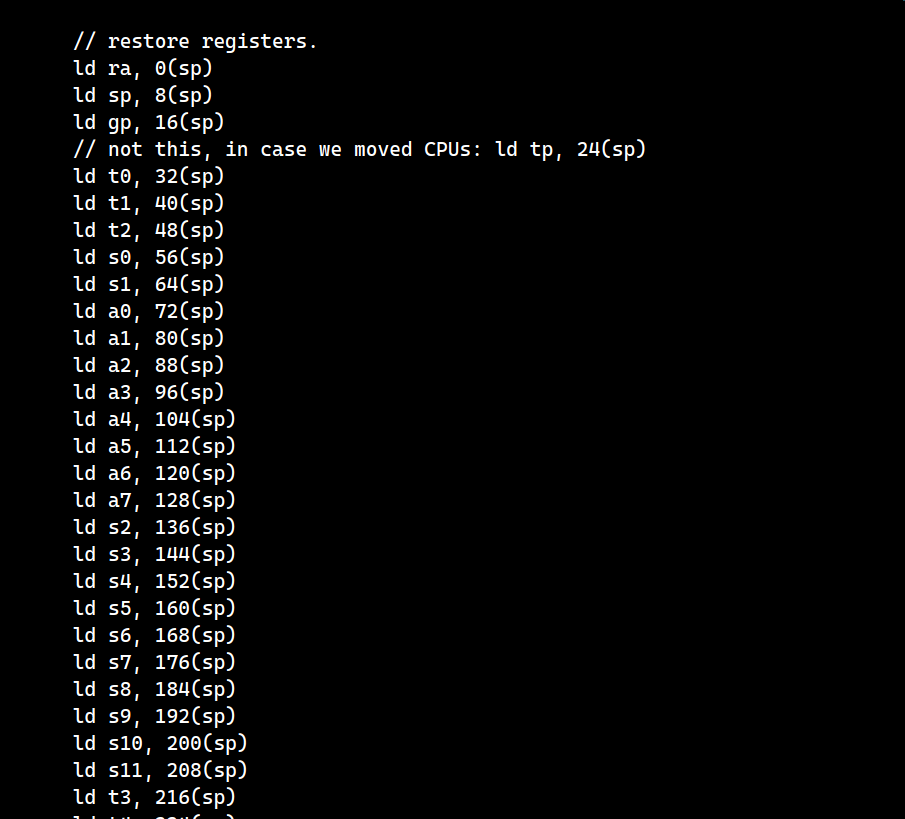 // restore registers.
ld ra, 0(sp)
ld sp, 8(sp)
ld gp, 16(sp)
// not this, in case we moved CPUs: ld tp, 24(sp)
ld t0, 32(sp)
ld t1, 40(sp)
ld t2, 48(sp)
ld s0, 56(sp)
ld s1, 64(sp)
ld a0, 72(sp)
ld a1, 80(sp)
ld a2, 88(sp)
ld a3, 96(sp)
ld a4, 104(sp)
ld a5, 112(sp)
ld a6, 120(sp)
ld a7, 128(sp)
ld s2, 136(sp)
ld s3, 144(sp)
ld s4, 152(sp)
ld s5, 160(sp)
ld s6, 168(sp)
ld s7, 176(sp)
ld s8, 184(sp)
ld s9, 192(sp)
ld s10, 200(sp)
ld s11, 208(sp)
ld t3, 216(sp)